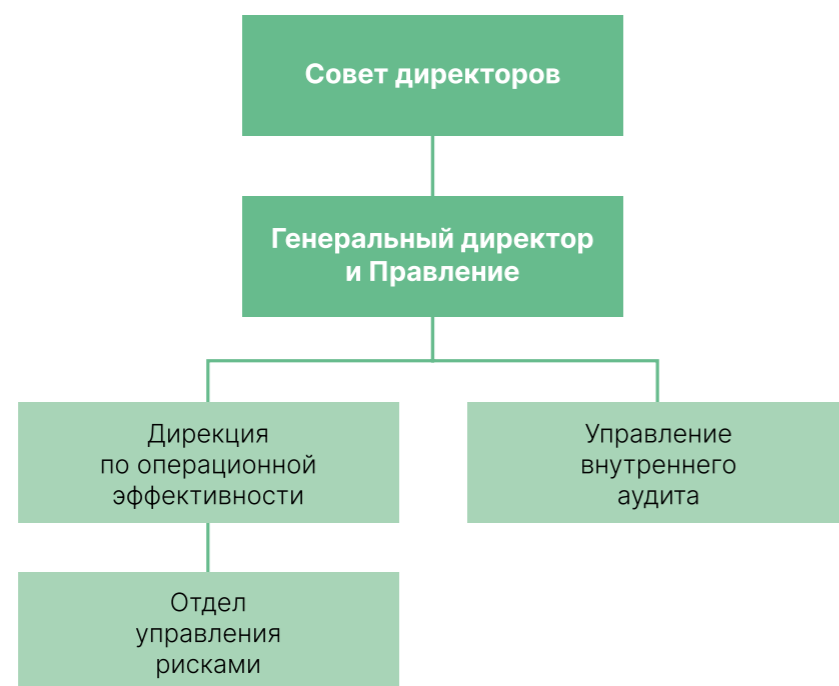 Совет директоров
Генеральный директор
и Правление
Дирекция
по операционной
эффективности
Управление
внутреннего
аудита
Отдел
управления
рисками